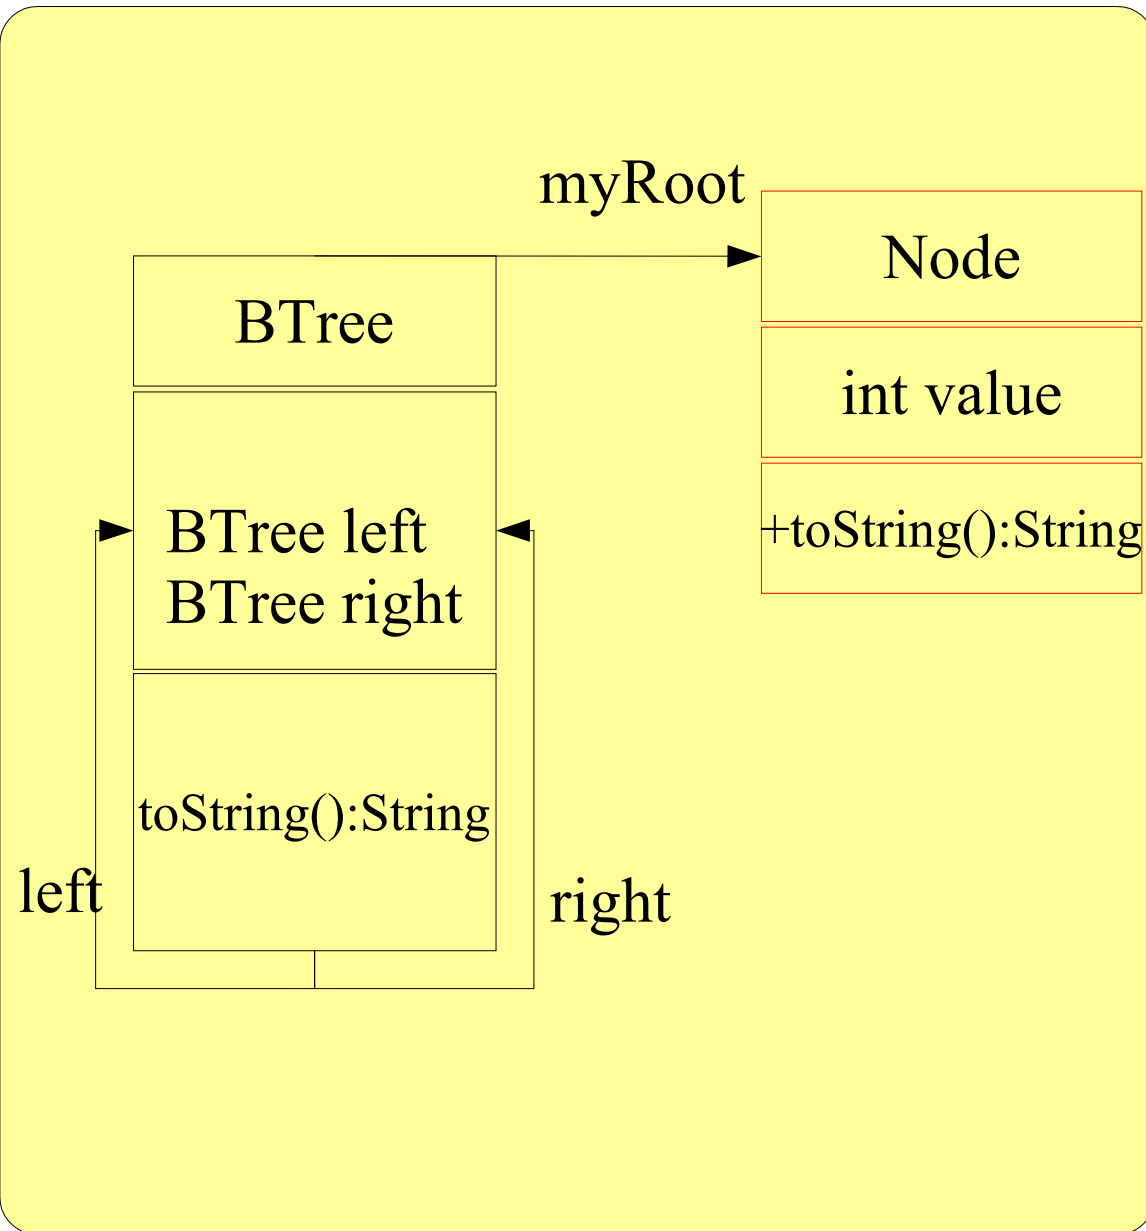 myRoot
Node
BTree
int value
BTree left
BTree right
+toString():String
toString():String
left
right